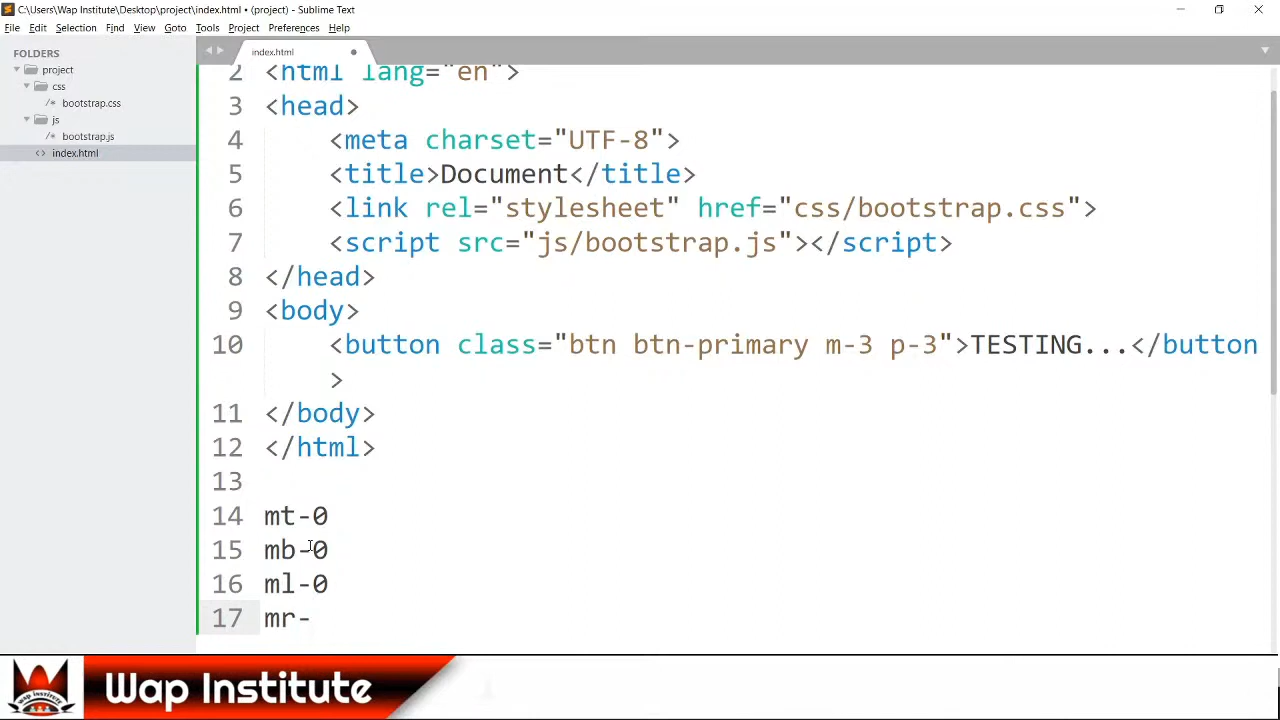 C:\Users\Wap Institute\Desktop\project\index.html • (project) - Sublime Text
File Edit Selection Find View Goto Tools Project Preferences Help
FOLDERS
project
css
/* bootstrap.css
js
/* bootstrap.js
<> index.html
index.html
2 <html lang="en">
3 <head>
4 <meta charset="UTF-8">
5 <title>Document</title>
6 <link rel="stylesheet" href="css/bootstrap.css">
7 <script src="js/bootstrap.js"></script>
8 </head>
9 <body>
10 <button class="btn btn-primary m-3 p-3">TESTING...</button
>
11 </body>
12 </html>
13
14 mt-0
15 mb-0
16 ml-0
17 mr-
WAP INSTITUTE
Wap Institute